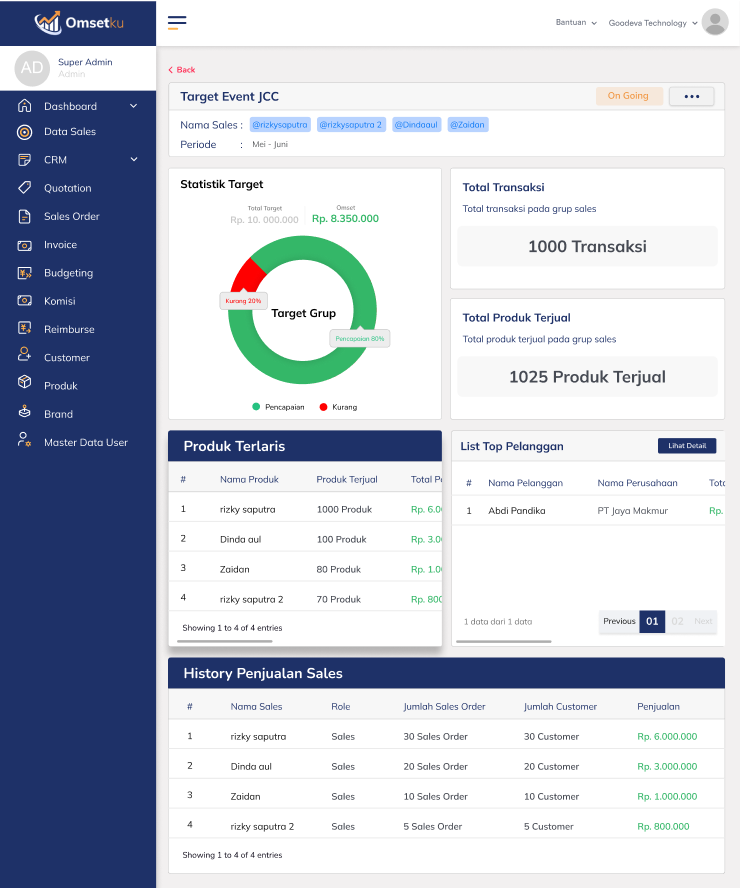 Omsetku
Bantuan
Goodeva Technology
AD
Super Admin
Admin
Dashboard
Data Sales
CRM
Quotation
Sales Order
Invoice
Budgeting
Komisi
Reimburse
Customer
Produk
Brand
Master Data User
Back
Target Event JCC
On Going
Nama Sales : @rizkysaputra @rizkysaputra 2 @Dindaaul @Zaidan
Periode : Mei - Juni
Statistik Target
Total Target Omset
Rp. 10. 000.000 Rp. 8.350.000
Kurang 20%
Target Grup
Pencapaian 80%
Pencapaian Kurang
Total Transaksi
Total transaksi pada grup sales
1000 Transaksi
Total Produk Terjual
Total produk terjual pada grup sales
1025 Produk Terjual
Produk Terlaris
# Nama Produk Produk Terjual Total P
1 rizky saputra 1000 Produk Rp. 6.0
2 Dinda aul 100 Produk Rp. 3.0
3 Zaidan 80 Produk Rp. 1.0
4 rizky saputra 2 70 Produk Rp. 800
Showing 1 to 4 of 4 entries
List Top Pelanggan
Lihat Detail
# Nama Pelanggan Nama Perusahaan Tota
1 Abdi Pandika PT Jaya Makmur Rp.
1 data dari 1 data
Previous 01 02 Next
History Penjualan Sales
# Nama Sales Role Jumlah Sales Order Jumlah Customer Penjualan
1 rizky saputra Sales 30 Sales Order 30 Customer Rp. 6.000.000
2 Dinda aul Sales 20 Sales Order 20 Customer Rp. 3.000.000
3 Zaidan Sales 10 Sales Order 10 Customer Rp. 1.000.000
4 rizky saputra 2 Sales 5 Sales Order 5 Customer Rp. 800.000
Showing 1 to 4 of 4 entries